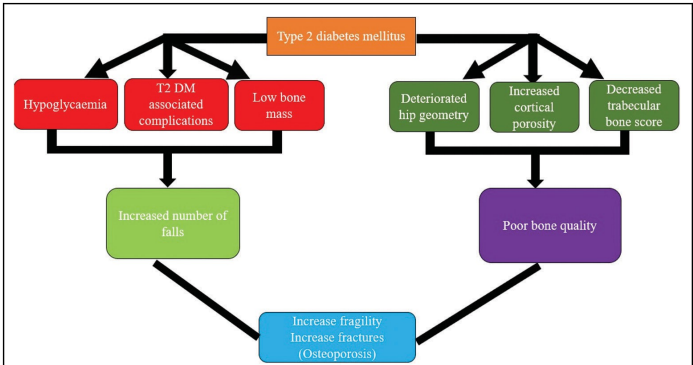 Type 2 diabetes mellitus
Hypoglycaemia
T2 DM
associated
complications
Low bone
mass
Deteriorated
hip geometry
Increased
cortical
porosity
Decreased
trabecular
bone score
Increased number of
falls
Poor bone quality
Increase fragility
Increase fractures
(Osteoporosis)